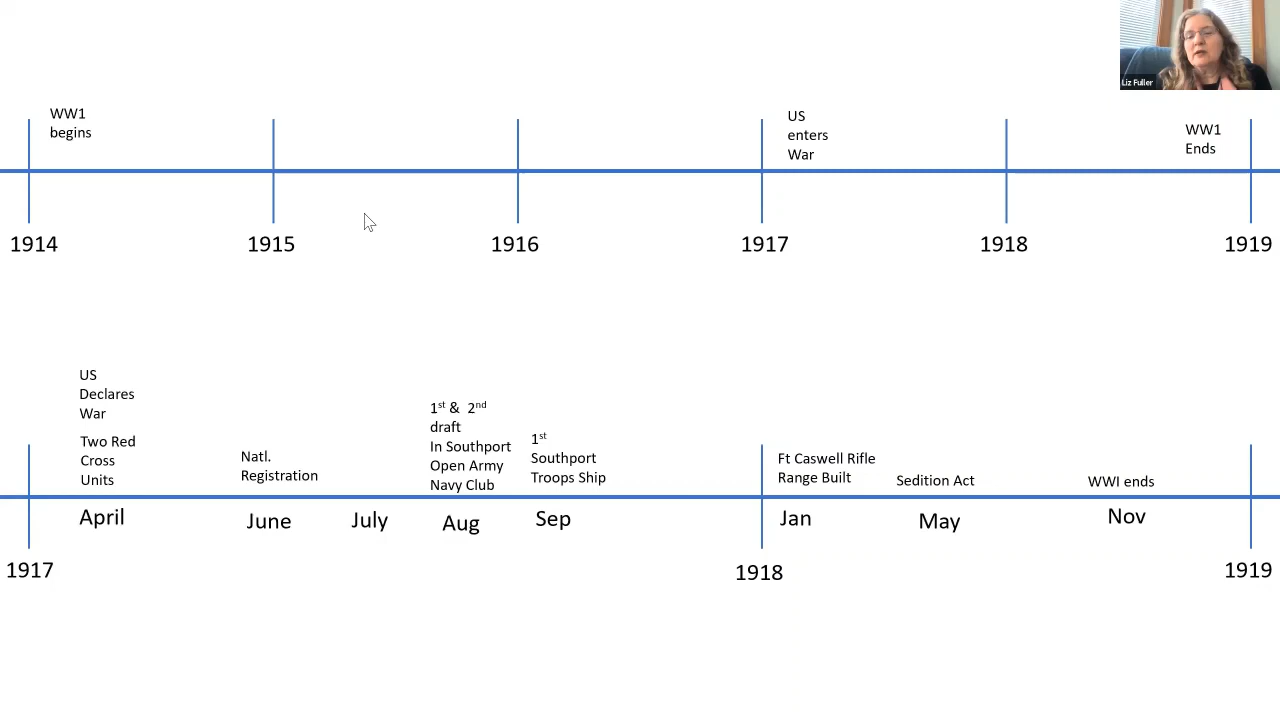 Liz Fuller
WW1
begins
US
enters
War
WW1
Ends
1914
1915
1916
1917
1918
1919
US
Declares
War
Two Red
Cross
Units
Natl.
Registration
1st & 2nd
draft
In Southport
Open Army
Navy Club
1st
Southport
Troops Ship
Ft Caswell Rifle
Range Built
Sedition Act
WWI ends
April
June
July
Aug
Sep
Jan
May
Nov
1917
1918
1919